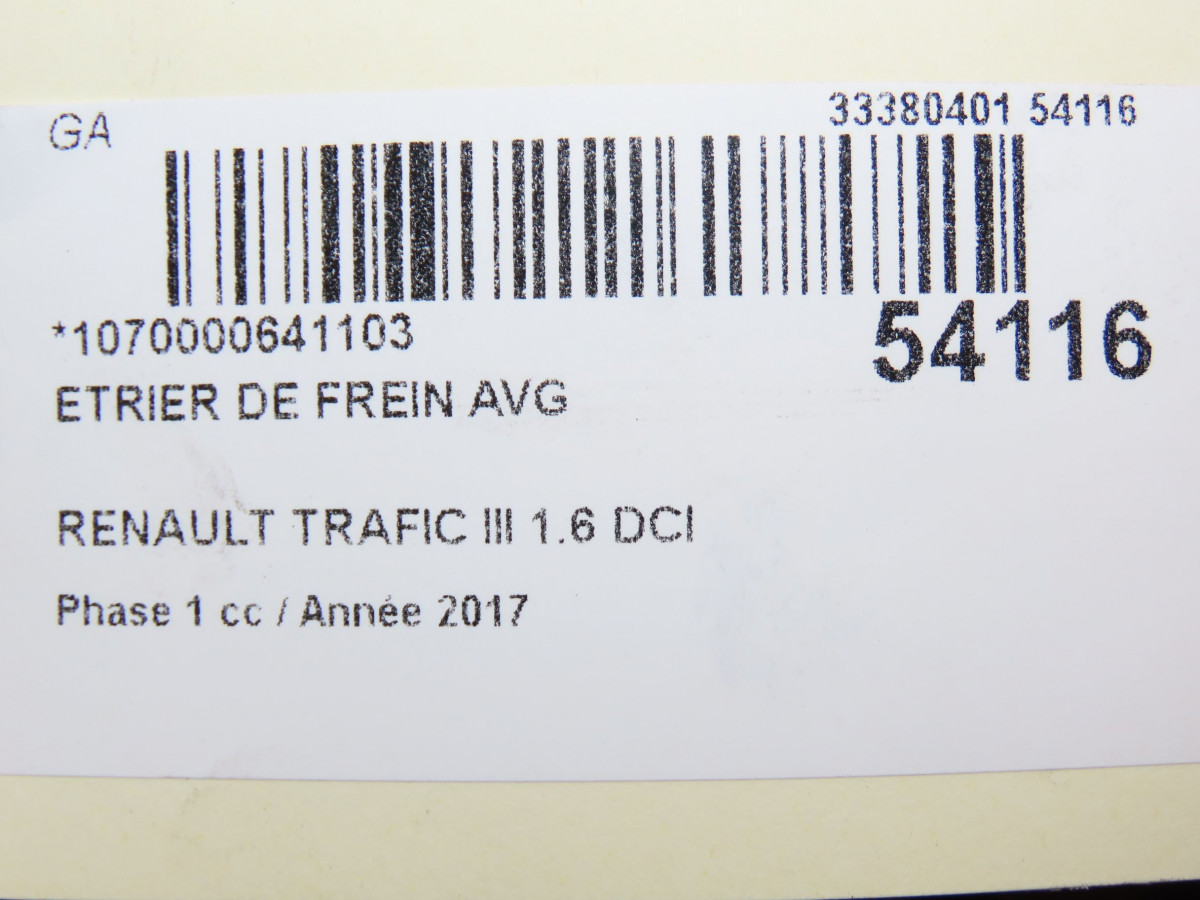 GA
33380401 54116
*1070000641103
54116
ETRIER DE FREIN AVG
RENAULT TRAFIC III 1.6 DCI
Phase 1 cc / Année 2017